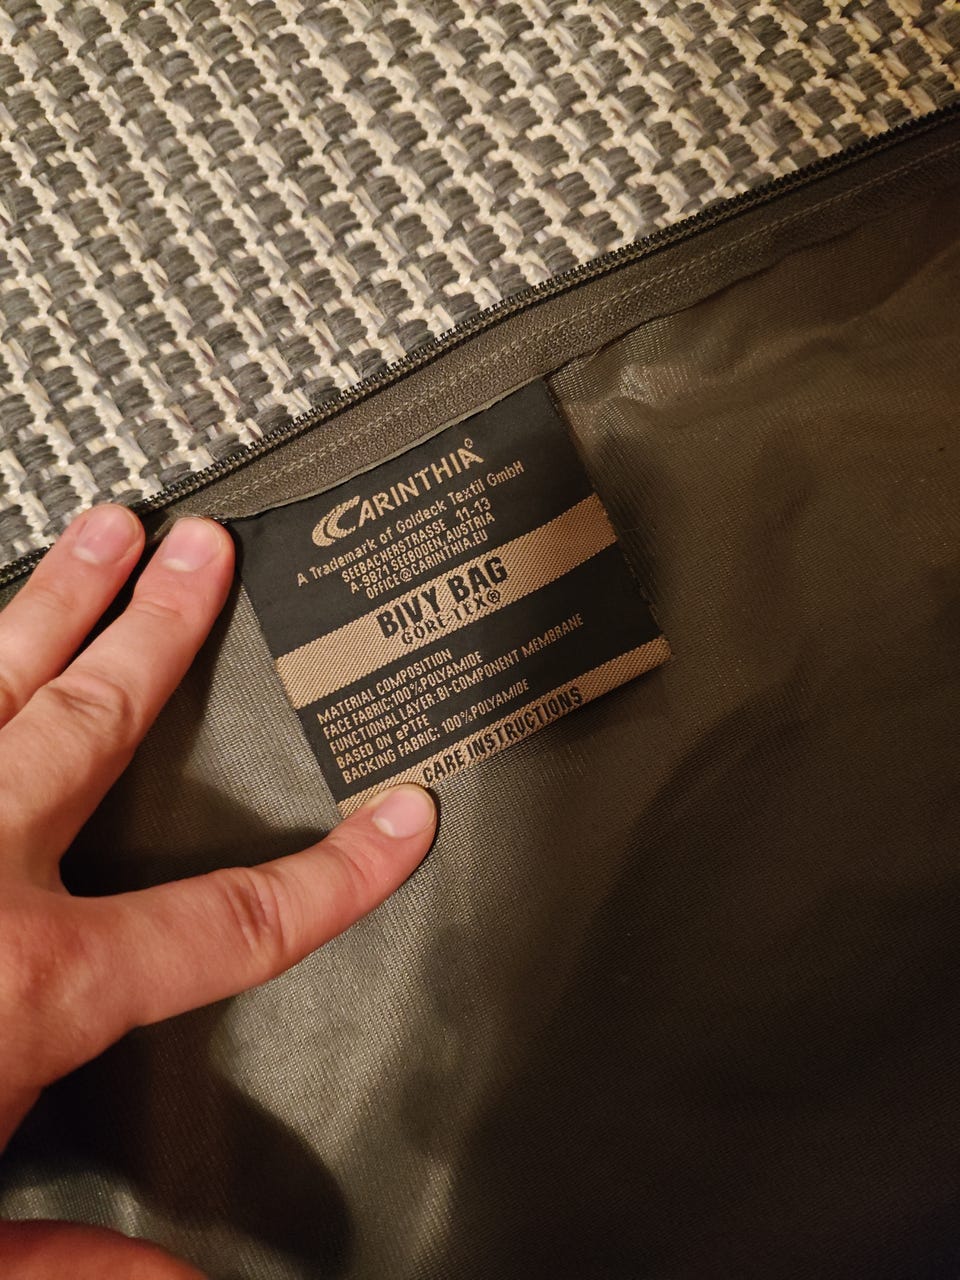 CARINTHIA®
A Trademark of Goldeck Textil GmbH
SEEBACHERSTRASSE 11-13
A-9871 SEEBODEN, AUSTRIA
OFFICE@CARINTHIA.EU
BIVY BAG
GORE-TEX®
MATERIAL COMPOSITION
FACE FABRIC:100%POLYAMIDE
FUNCTIONAL LAYER:BI-COMPONENT MEMBRANE
BASED ON ePTFE
BACKING FABRIC: 100%POLYAMIDE
CARE INSTRUCTIONS